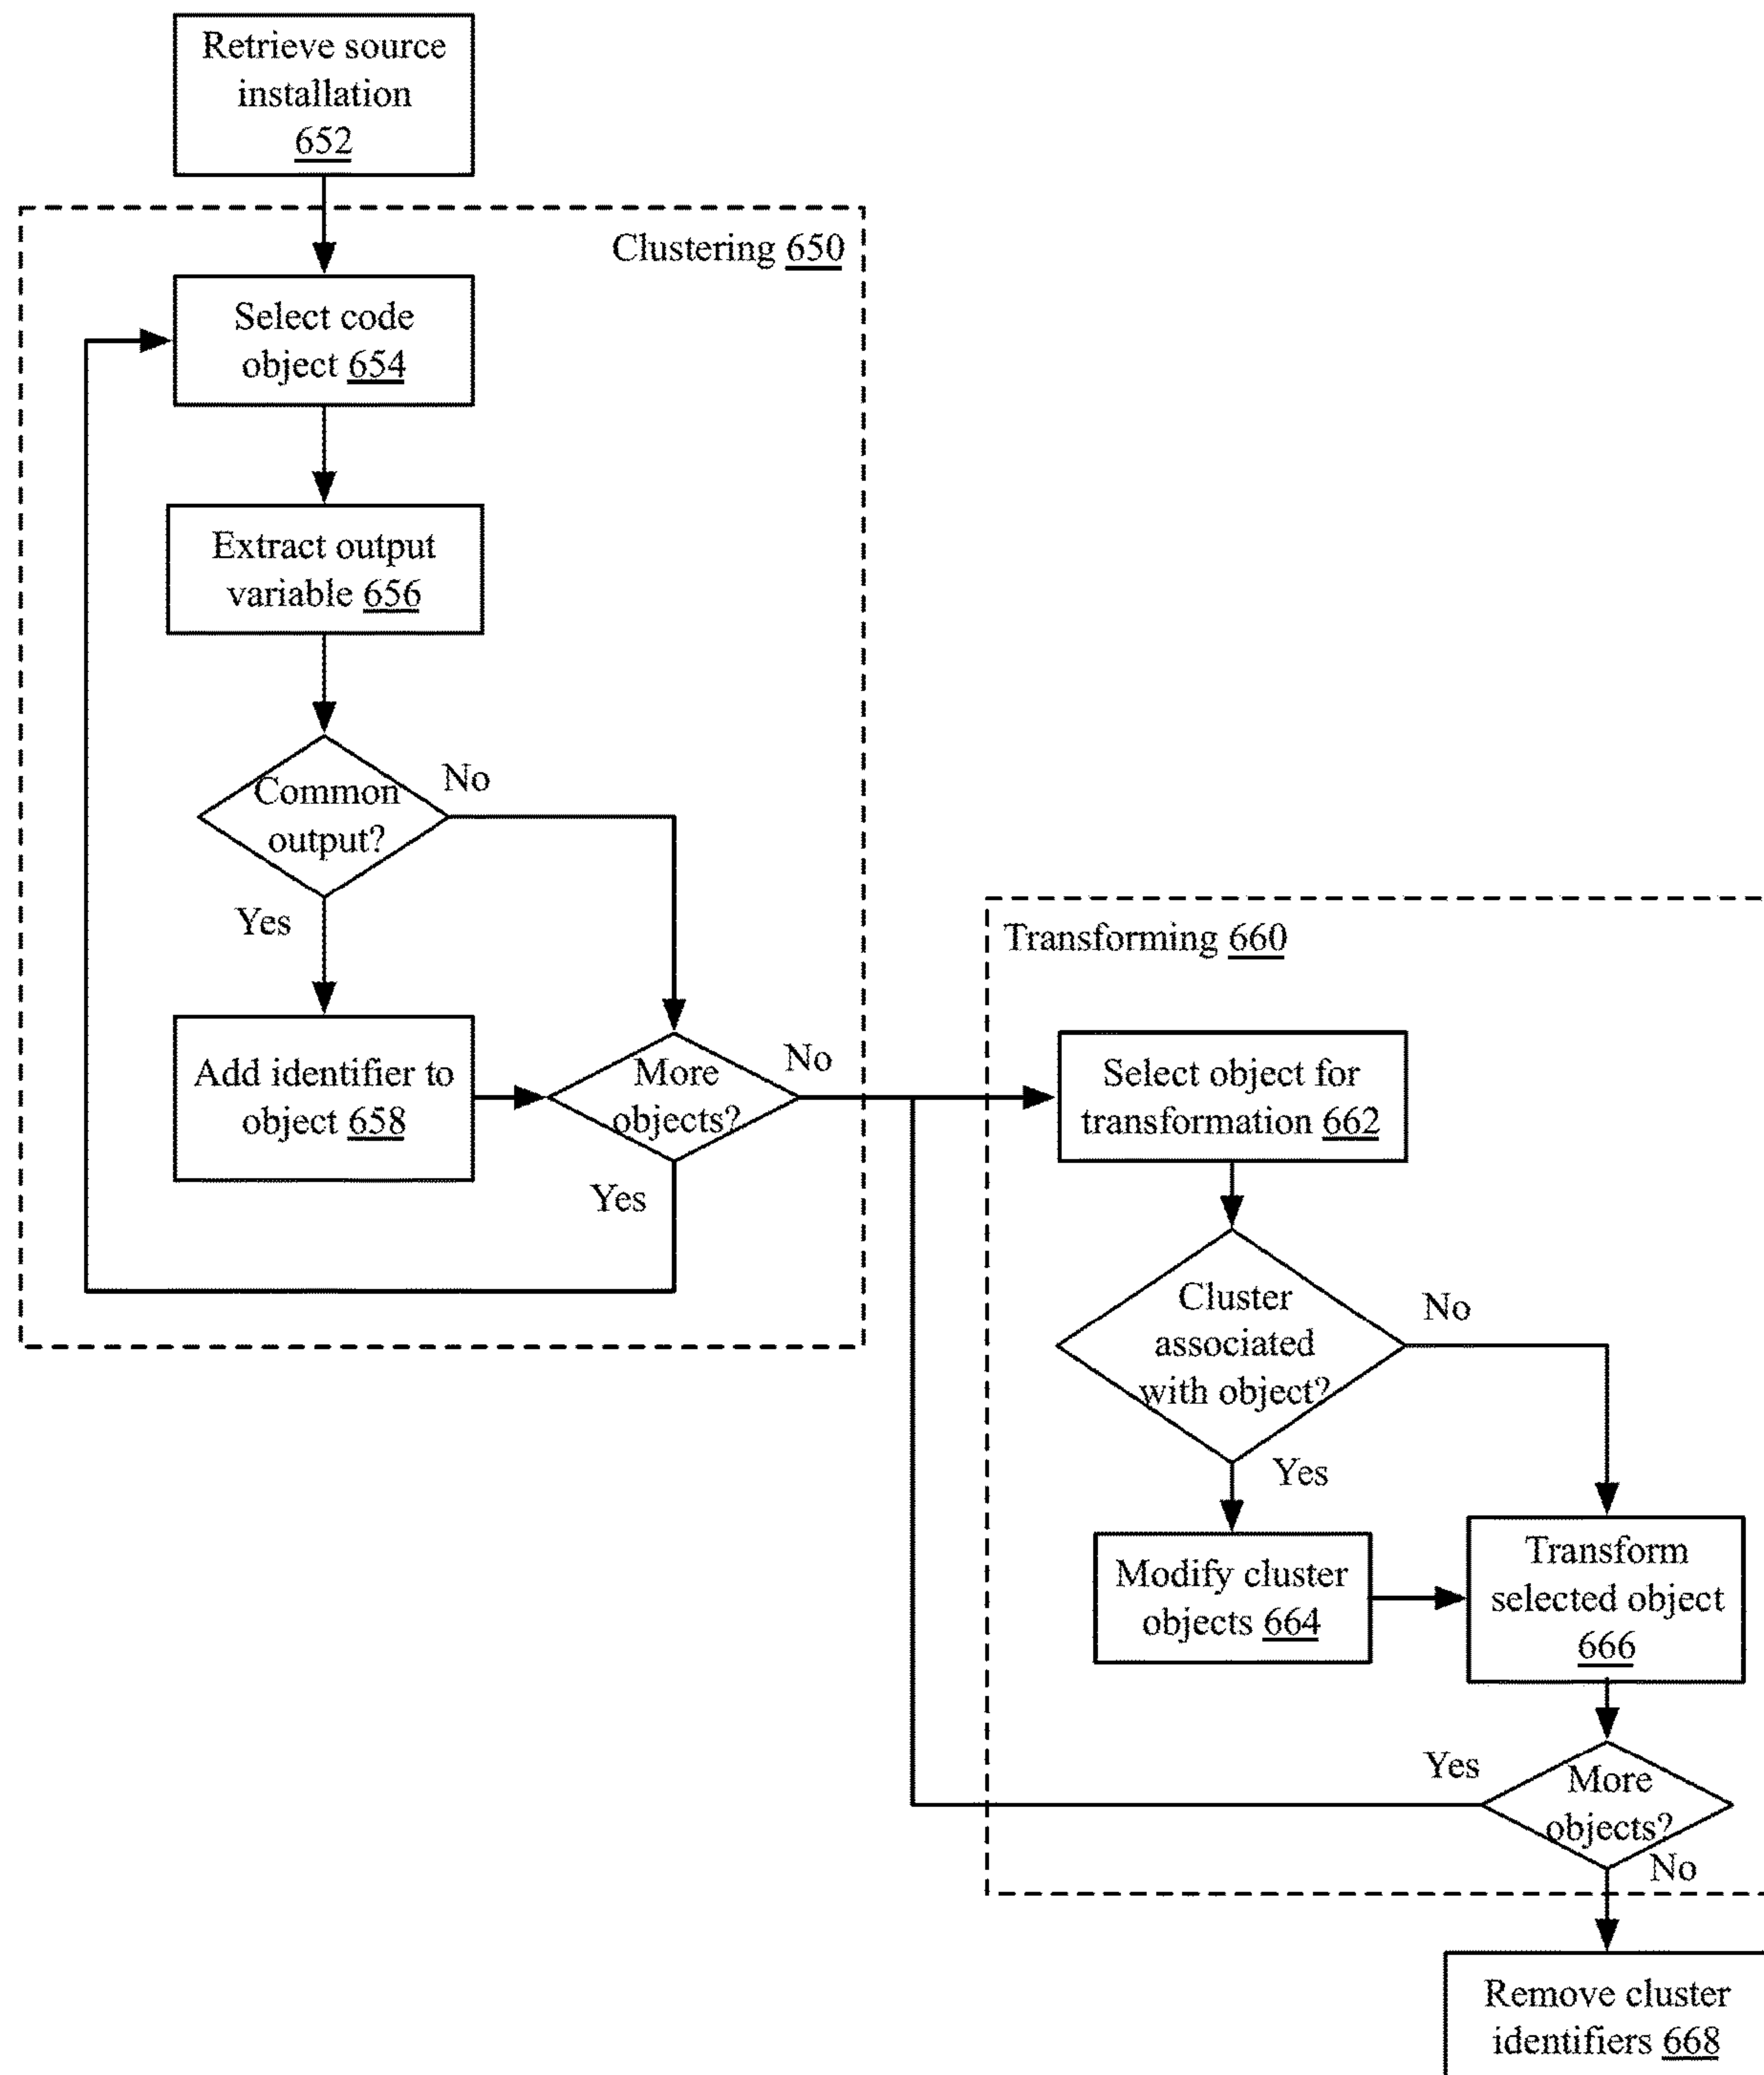 Retrieve source
installation
652
Clustering 650
Select code
object 654
Extract output
variable 656
Common
output?
No
Yes
Add identifier to
object 658
More
objects?
No
Yes
Transforming 660
Select object for
transformation 662
Cluster
associated
with object?
No
Yes
Modify cluster
objects 664
Transform
selected object
666
More
objects?
Yes
No
Remove cluster
identifiers 668